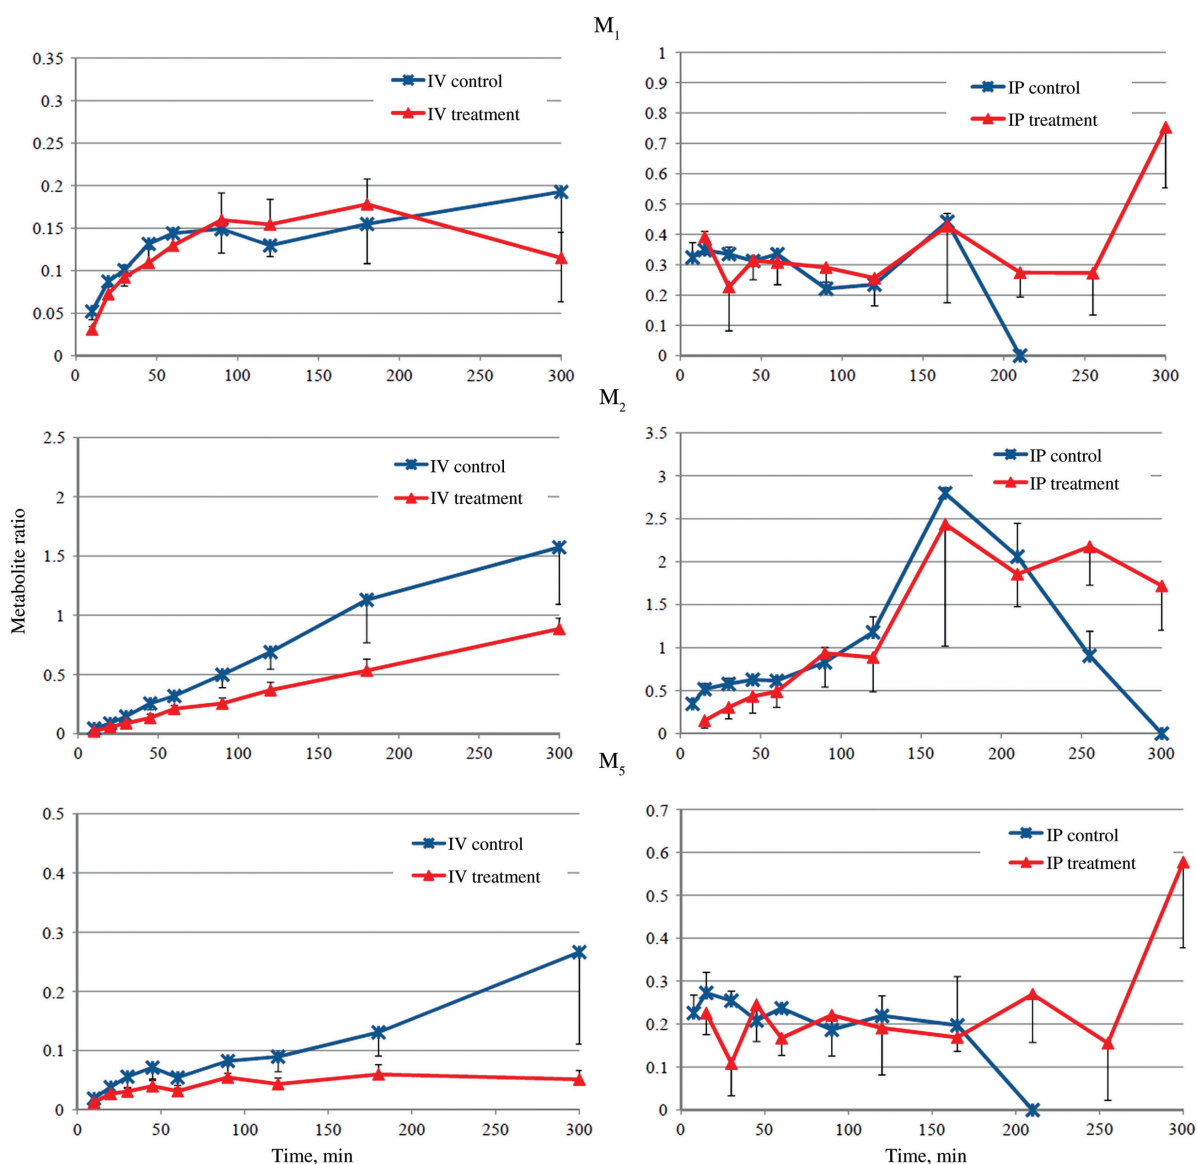 M1
0.35
0.3
0.25
0.2
0.15
0.1
0.05
0
0 50 100 150 200 250 300
IV control
IV treatment
1
0.9
0.8
0.7
0.6
0.5
0.4
0.3
0.2
0.1
0
0 50 100 150 200 250 300
IP control
IP treatment
M2
Metabolite ratio
2.5
2
1.5
1
0.5
0
0 50 100 150 200 250 300
IV control
IV treatment
3.5
3
2.5
2
1.5
1
0.5
0
0 50 100 150 200 250 300
IP control
IP treatment
M5
0.5
0.4
0.3
0.2
0.1
0
0 50 100 150 200 250 300
IV control
IV treatment
Time, min
0.7
0.6
0.5
0.4
0.3
0.2
0.1
0
0 50 100 150 200 250 300
IP control
IP treatment
Time, min